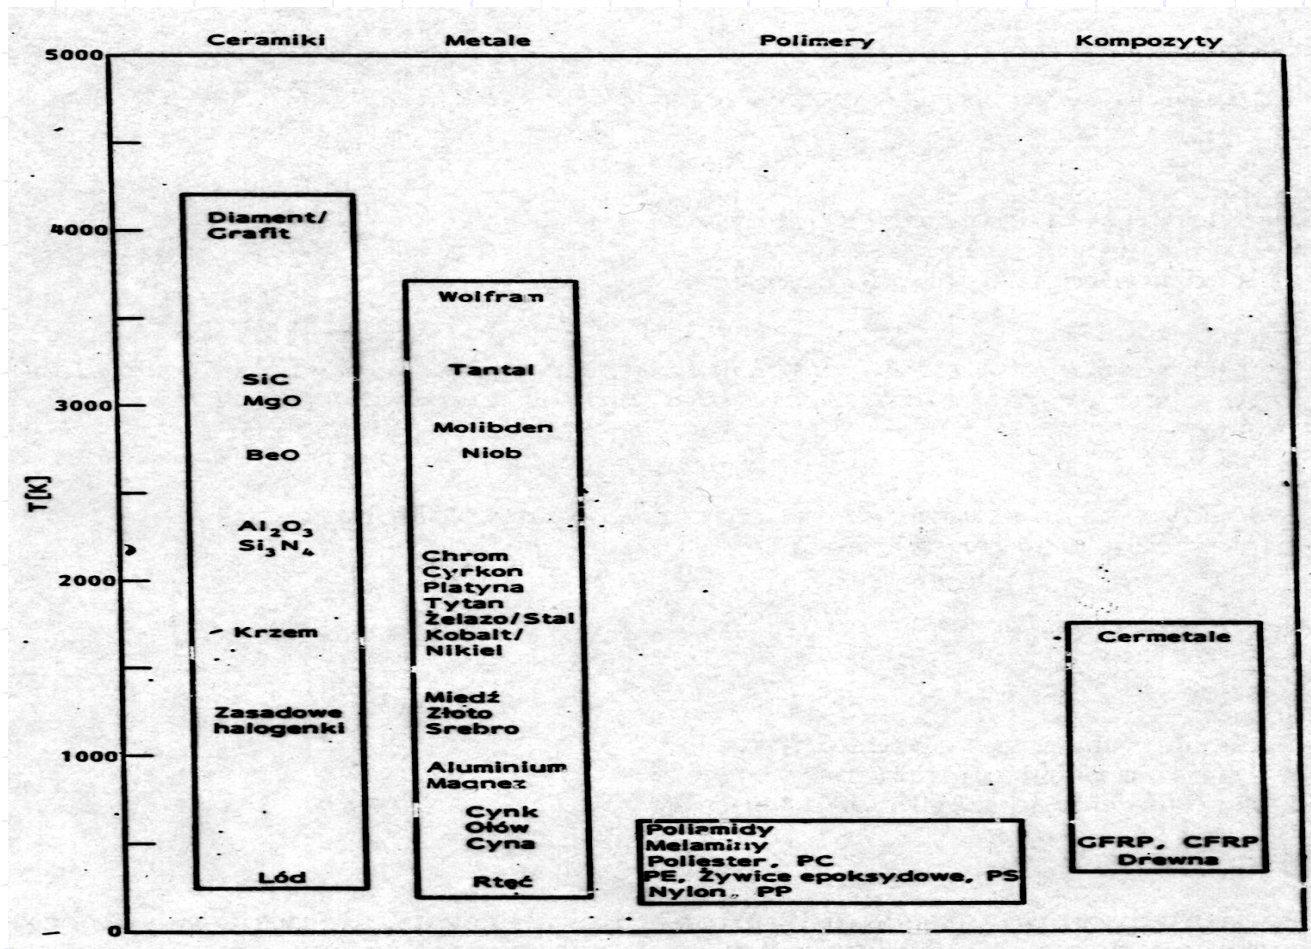 Ceramiki Metale Polimery Kompozyty
5000
4000
3000
2000
1000
0
T[K]
Diament/
Grafit
SiC
MgO
BeO
Al₂O₃
Si₃N₄
Krzem
Zasadowe
halogenki
Lód
Wolfram
Tantal
Molibden
Niob
Chrom
Cyrkon
Platyna
Tytan
Żelazo/Stal
Kobalt/
Nikiel
Miedź
Złoto
Srebro
Aluminium
Magnez
Cynk
Ołów
Cyna
Rtęć
Poliamidy
Melaminy
Poliester, PC
PE, Żywice epoksydowe, PS
Nylon, PP
Cermetale
GFRP, CFRP
Drewna